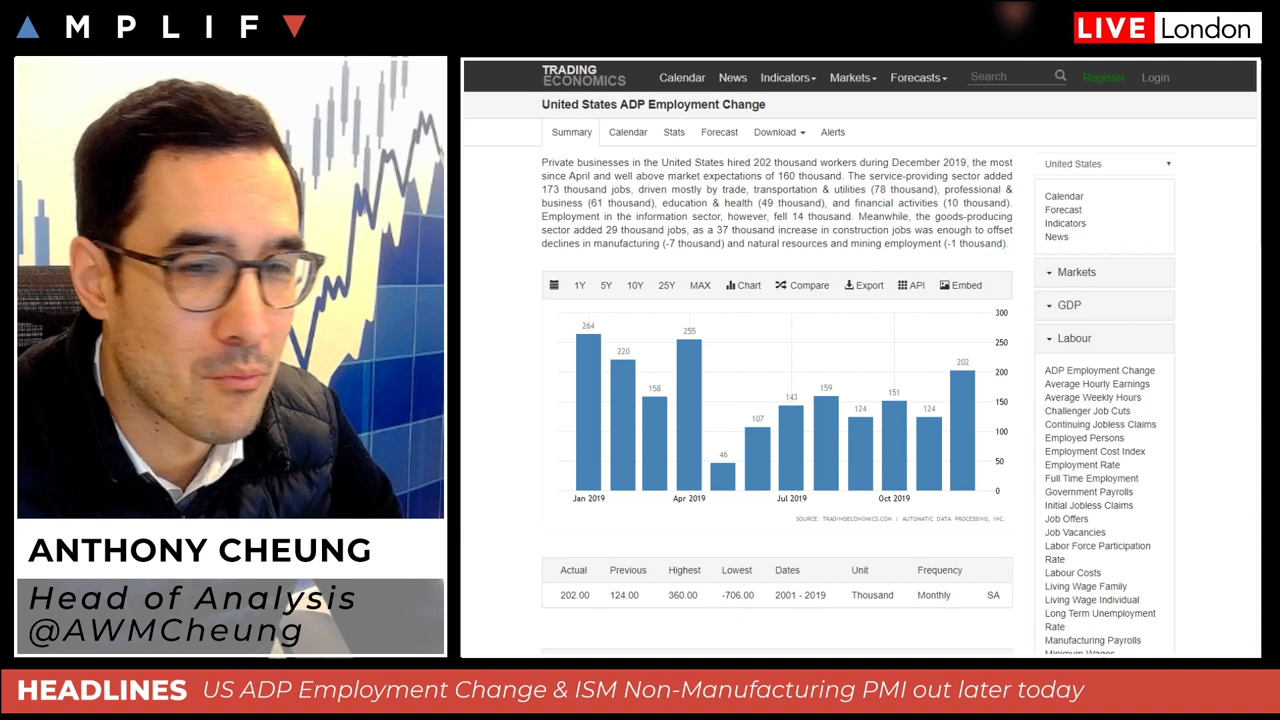 AMPLIFY
LIVE London
TRADING
ECONOMICS
Calendar News Indicators Markets Forecasts Search Register Login
United States ADP Employment Change
Summary Calendar Stats Forecast Download Alerts
Private businesses in the United States hired 202 thousand workers during December 2019, the most
since April and well above market expectations of 160 thousand. The service-providing sector added
173 thousand jobs, driven mostly by trade, transportation & utilities (78 thousand), professional &
business (61 thousand), education & health (49 thousand), and financial activities (10 thousand).
Employment in the information sector, however, fell 14 thousand. Meanwhile, the goods-producing
sector added 29 thousand jobs, as a 37 thousand increase in construction jobs was enough to offset
declines in manufacturing (-7 thousand) and natural resources and mining employment (-1 thousand).
1Y 5Y 10Y 25Y MAX Chart Compare Export API Embed
264 220 158 255 46 107 143 159 124 151 124 202
300
250
200
150
100
50
0
Jan 2019 Apr 2019 Jul 2019 Oct 2019
SOURCE: TRADINGECONOMICS.COM | AUTOMATIC DATA PROCESSING, INC.
Actual Previous Highest Lowest Dates Unit Frequency
202.00 124.00 360.00 -706.00 2001 - 2019 Thousand Monthly SA
United States
Calendar
Forecast
Indicators
News
Markets
GDP
Labour
ADP Employment Change
Average Hourly Earnings
Average Weekly Hours
Challenger Job Cuts
Continuing Jobless Claims
Employed Persons
Employment Cost Index
Employment Rate
Full Time Employment
Government Payrolls
Initial Jobless Claims
Job Offers
Job Vacancies
Labor Force Participation
Rate
Labour Costs
Living Wage Family
Living Wage Individual
Long Term Unemployment
Rate
Manufacturing Payrolls
Minimum Wages
ANTHONY CHEUNG
Head of Analysis
@AWMCheung
HEADLINES US ADP Employment Change & ISM Non-Manufacturing PMI out later today